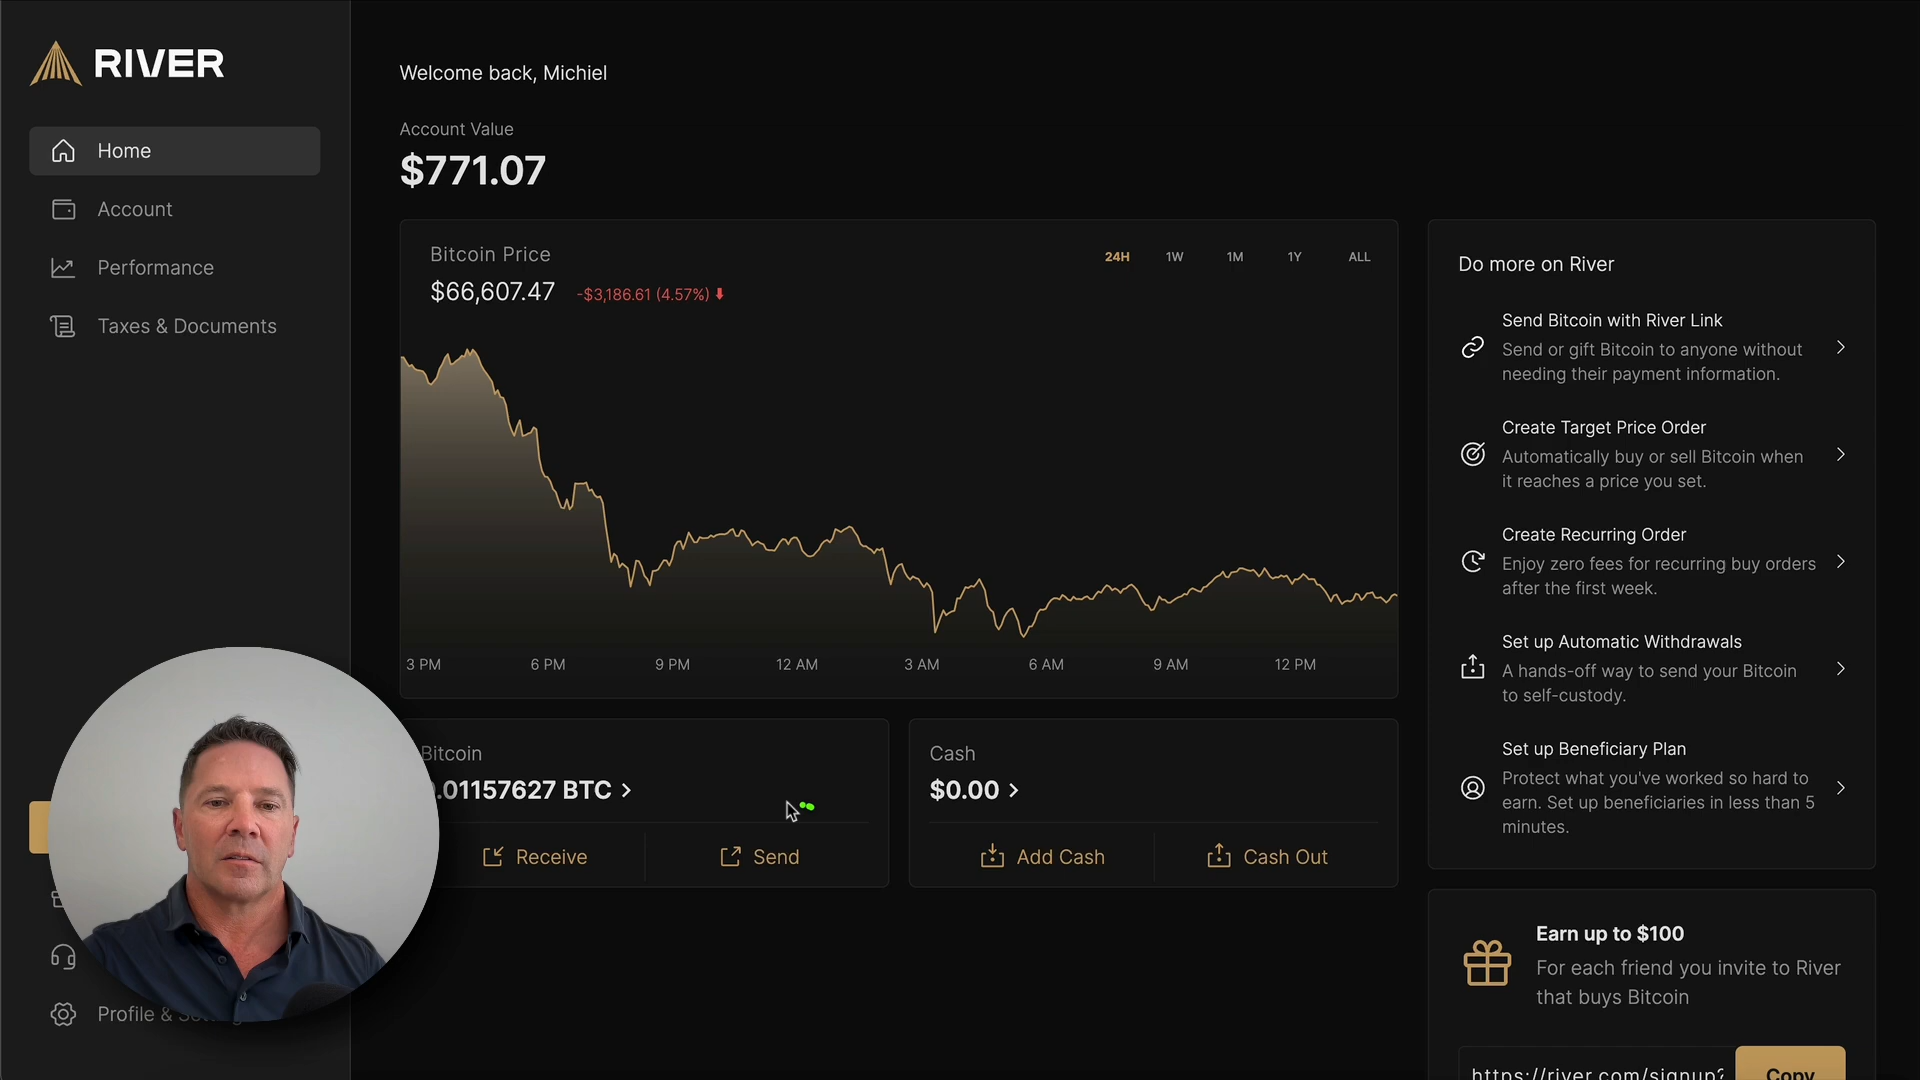 RIVER
Home
Account
Performance
Taxes & Documents
Profile &
Welcome back, Michiel
Account Value
$771.07
Bitcoin Price
$66,607.47 -$3,186.61 (4.57%)
24H 1W 1M 1Y ALL
3 PM 6 PM 9 PM 12 AM 3 AM 6 AM 9 AM 12 PM
Bitcoin
.01157627 BTC
Receive Send
Cash
$0.00
Add Cash Cash Out
Do more on River
Send Bitcoin with River Link
Send or gift Bitcoin to anyone without
needing their payment information.
Create Target Price Order
Automatically buy or sell Bitcoin when
it reaches a price you set.
Create Recurring Order
Enjoy zero fees for recurring buy orders
after the first week.
Set up Automatic Withdrawals
A hands-off way to send your Bitcoin
to self-custody.
Set up Beneficiary Plan
Protect what you've worked so hard to
earn. Set up beneficiaries in less than 5
minutes.
Earn up to $100
For each friend you invite to River
that buys Bitcoin
https://river.com/signup?
Copy